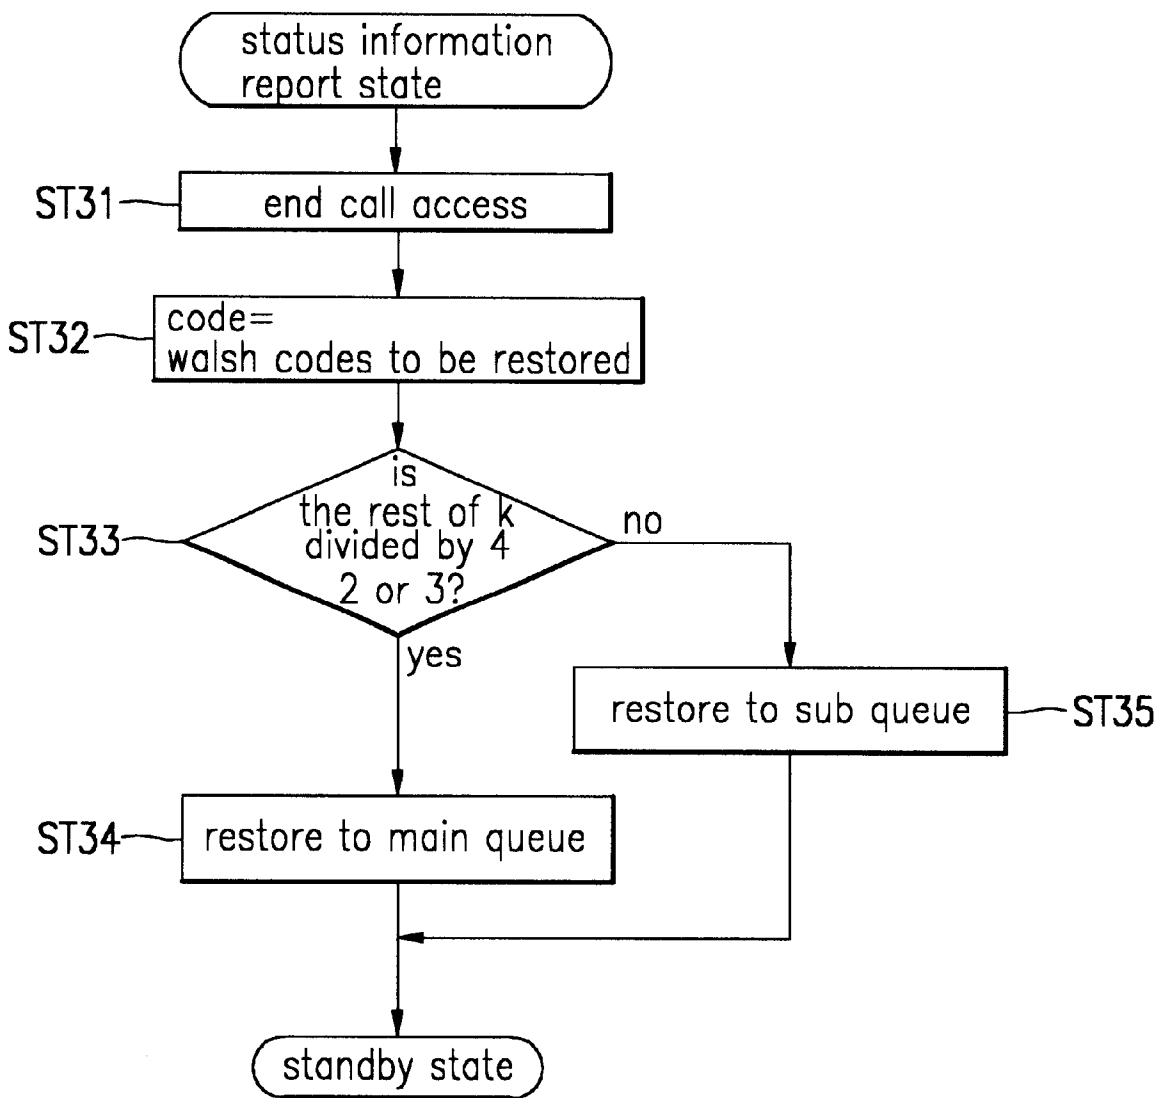 status information
report state
ST31
end call access
ST32
code=
walsh codes to be restored
ST33
is
the rest of k
divided by 4
2 or 3?
no
yes
restore to sub queue
ST35
ST34
restore to main queue
standby state